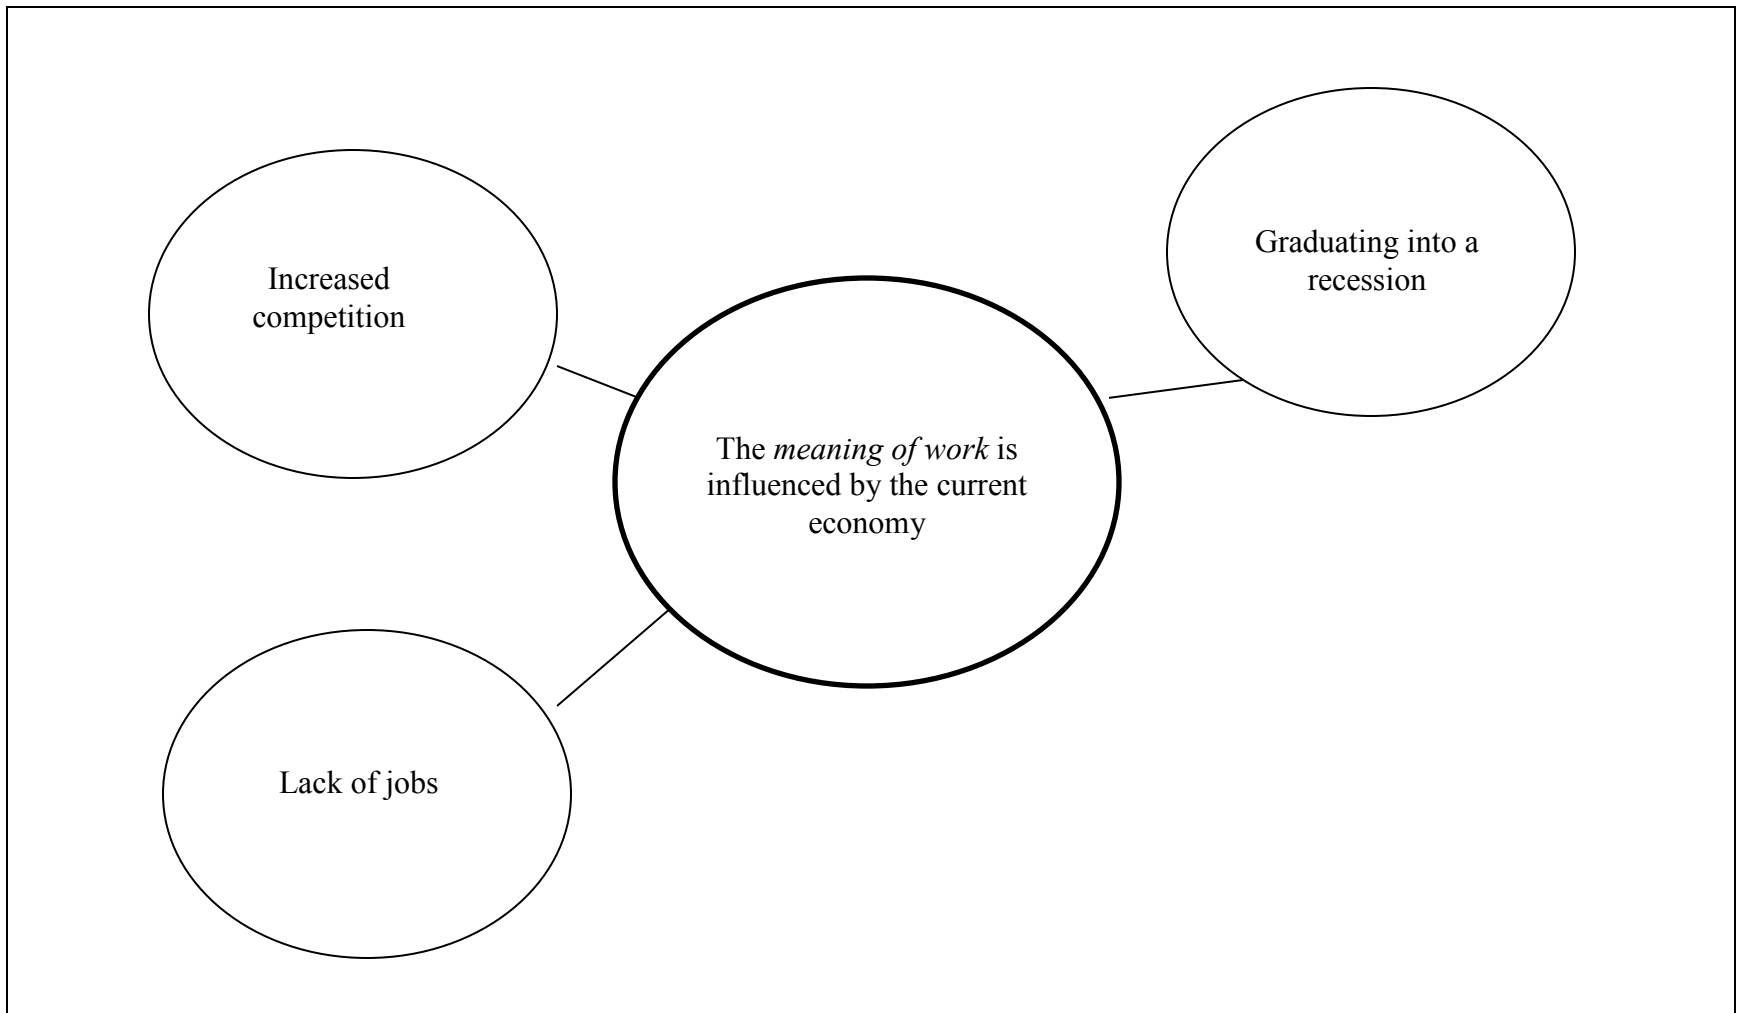 Graduating into a
recession
Increased
competition
The meaning of work is
influenced by the current
economy
Lack of jobs